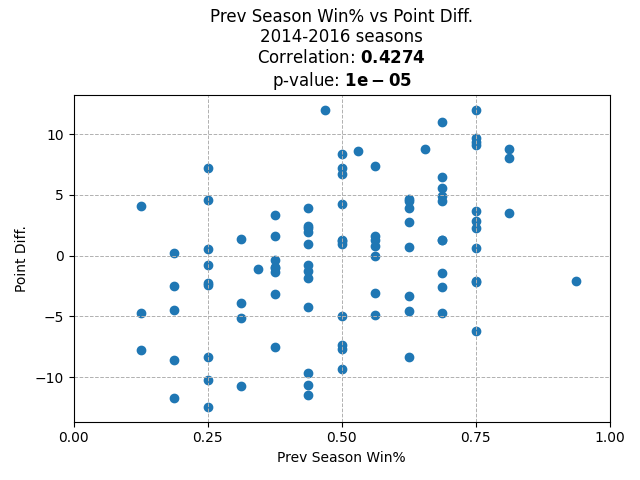 Prev Season Win% vs Point Diff.
2014-2016 seasons
Correlation: 0.4274
p-value: 1e − 05
Point Diff.
10
5
0
−5
−10
0.00 0.25 0.50 0.75 1.00
Prev Season Win%